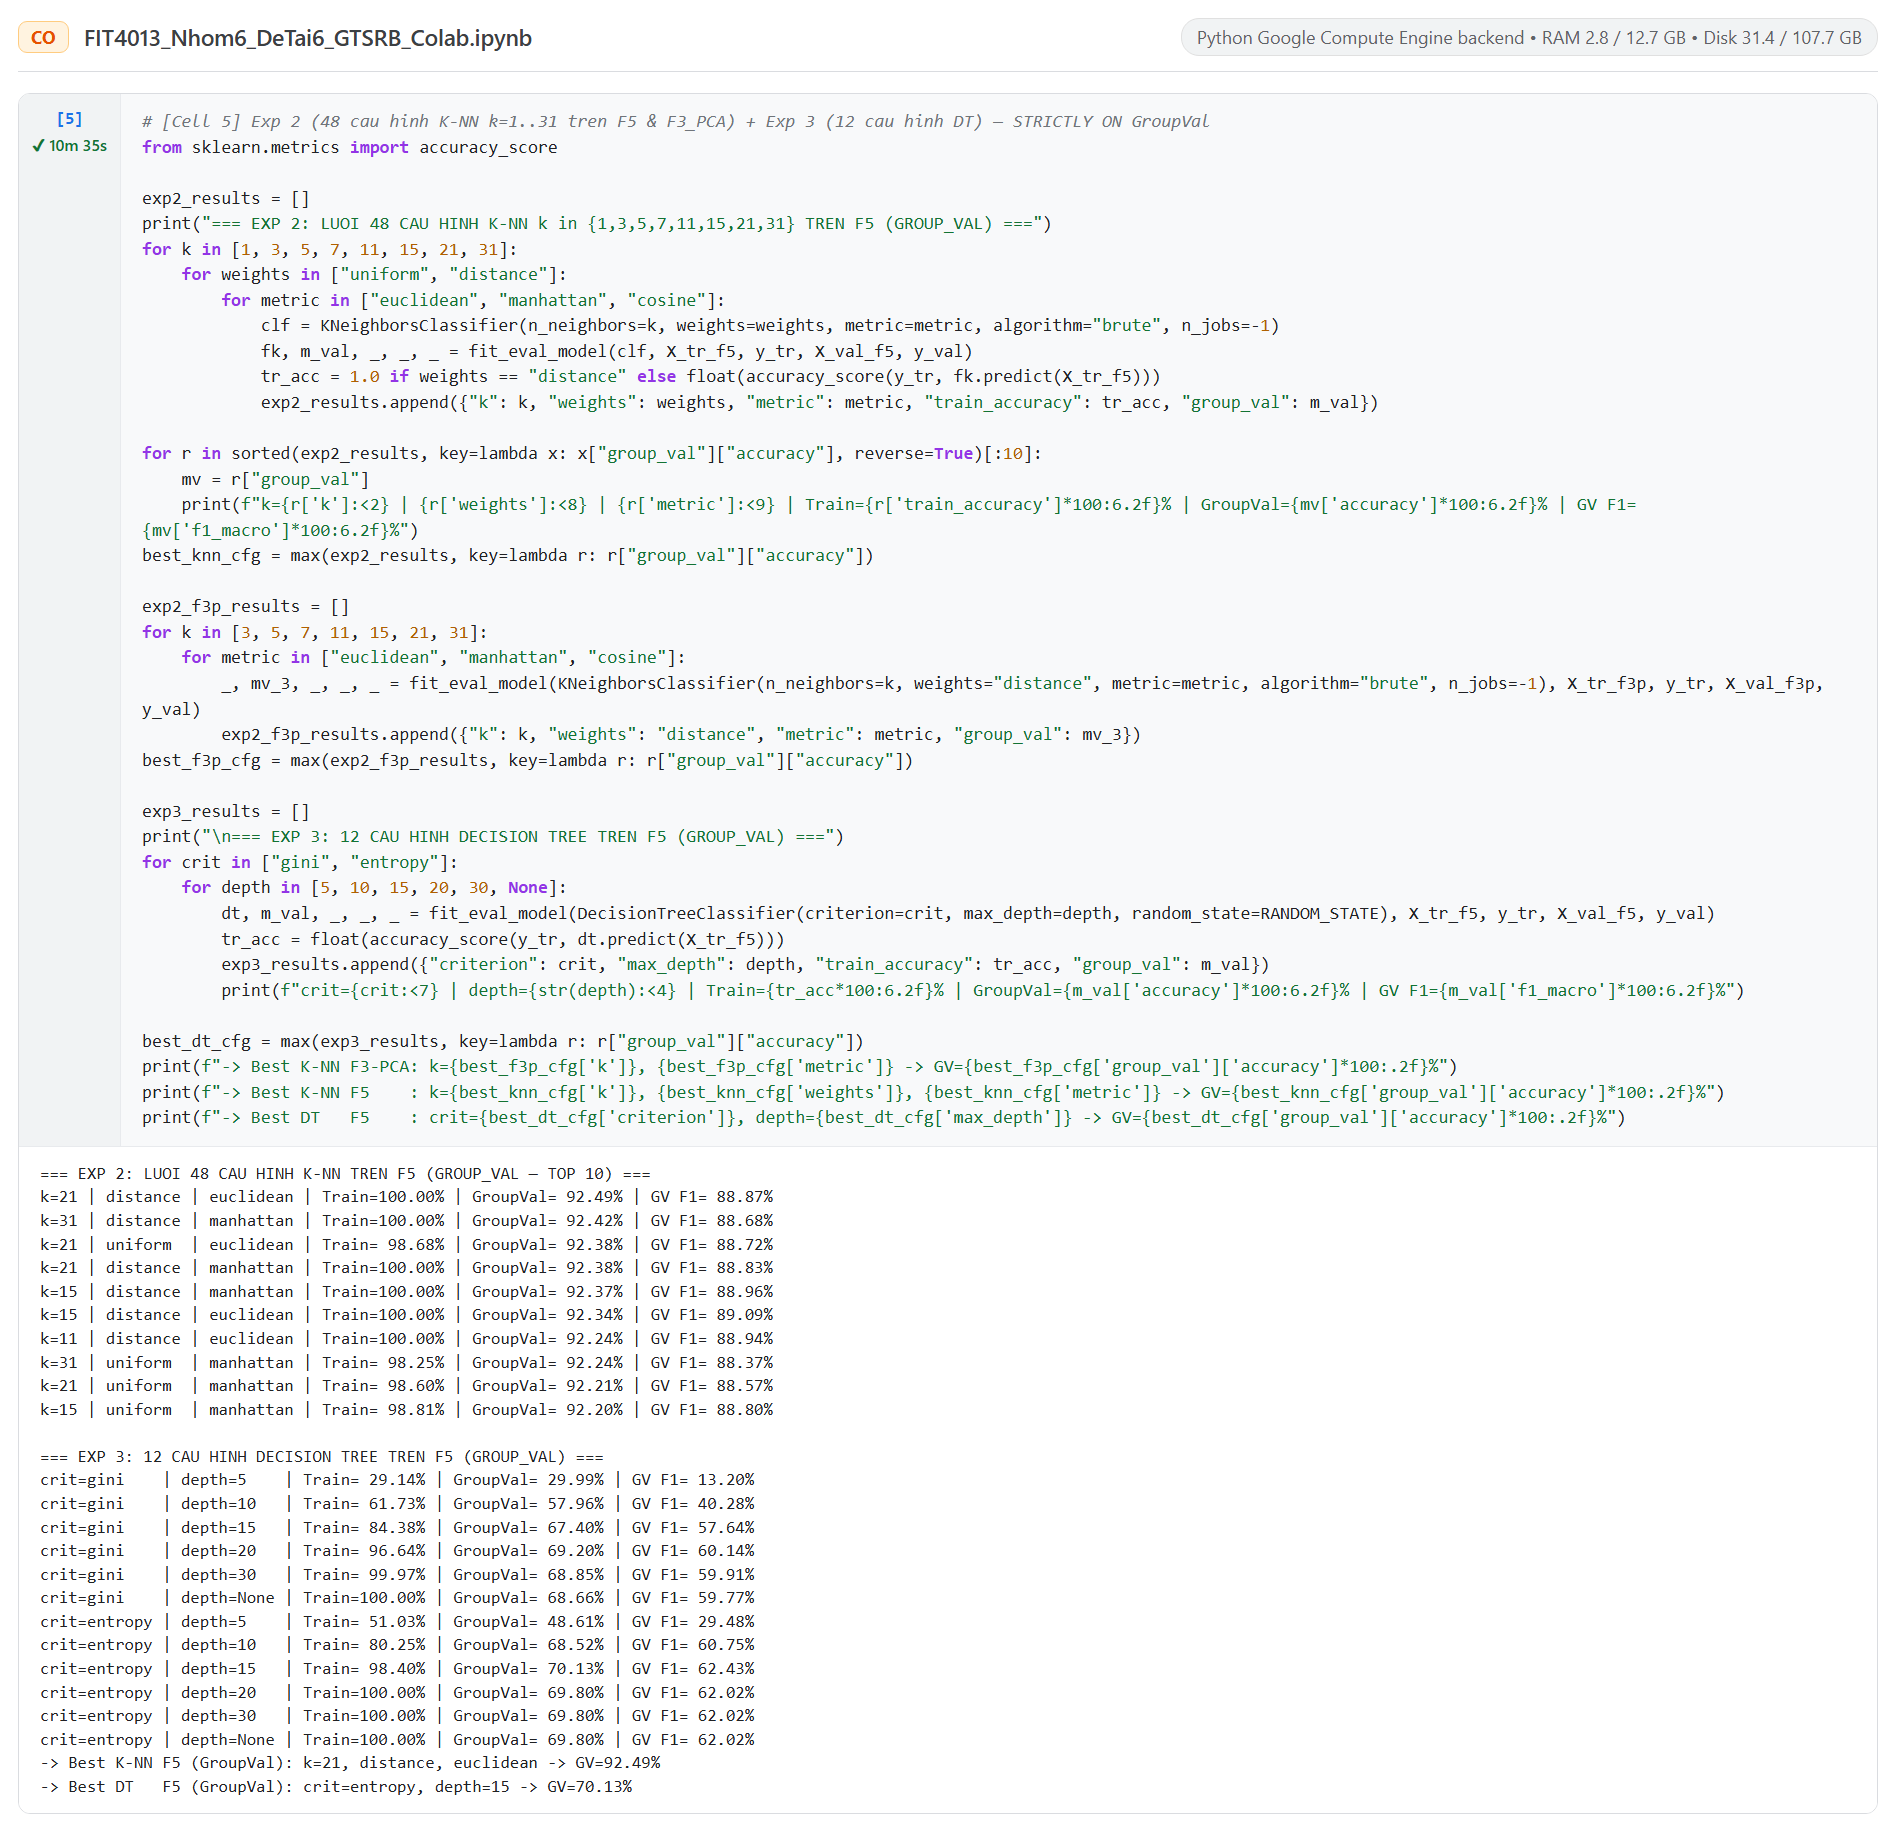 CO FIT4013_Nhom6_DeTai6_GTSRB_Colab.ipynb
Python Google Compute Engine backend • RAM 2.8 / 12.7 GB • Disk 31.4 / 107.7 GB
[5]
✓ 10m 35s
# [Cell 5] Exp 2 (48 cau hinh K-NN k=1..31 tren F5 & F3_PCA) + Exp 3 (12 cau hinh DT) — STRICTLY ON GroupVal
from sklearn.metrics import accuracy_score

exp2_results = []
print("=== EXP 2: LUOI 48 CAU HINH K-NN k in {1,3,5,7,11,15,21,31} TREN F5 (GROUP_VAL) ===")
for k in [1, 3, 5, 7, 11, 15, 21, 31]:
    for weights in ["uniform", "distance"]:
        for metric in ["euclidean", "manhattan", "cosine"]:
            clf = KNeighborsClassifier(n_neighbors=k, weights=weights, metric=metric, algorithm="brute", n_jobs=-1)
            fk, m_val, _, _, _ = fit_eval_model(clf, X_tr_f5, y_tr, X_val_f5, y_val)
            tr_acc = 1.0 if weights == "distance" else float(accuracy_score(y_tr, fk.predict(X_tr_f5)))
            exp2_results.append({"k": k, "weights": weights, "metric": metric, "train_accuracy": tr_acc, "group_val": m_val})

for r in sorted(exp2_results, key=lambda x: x["group_val"]["accuracy"], reverse=True)[:10]:
    mv = r["group_val"]
    print(f"k={r['k']:<2} | {r['weights']:<8} | {r['metric']:<9} | Train={r['train_accuracy']*100:6.2f}% | GroupVal={mv['accuracy']*100:6.2f}% | GV F1=
{mv['f1_macro']*100:6.2f}%")
best_knn_cfg = max(exp2_results, key=lambda r: r["group_val"]["accuracy"])

exp2_f3p_results = []
for k in [3, 5, 7, 11, 15, 21, 31]:
    for metric in ["euclidean", "manhattan", "cosine"]:
        _, mv_3, _, _, _ = fit_eval_model(KNeighborsClassifier(n_neighbors=k, weights="distance", metric=metric, algorithm="brute", n_jobs=-1), X_tr_f3p, y_tr, X_val_f3p,
y_val)
        exp2_f3p_results.append({"k": k, "weights": "distance", "metric": metric, "group_val": mv_3})
best_f3p_cfg = max(exp2_f3p_results, key=lambda r: r["group_val"]["accuracy"])

exp3_results = []
print("\n=== EXP 3: 12 CAU HINH DECISION TREE TREN F5 (GROUP_VAL) ===")
for crit in ["gini", "entropy"]:
    for depth in [5, 10, 15, 20, 30, None]:
        dt, m_val, _, _, _ = fit_eval_model(DecisionTreeClassifier(criterion=crit, max_depth=depth, random_state=RANDOM_STATE), X_tr_f5, y_tr, X_val_f5, y_val)
        tr_acc = float(accuracy_score(y_tr, dt.predict(X_tr_f5)))
        exp3_results.append({"criterion": crit, "max_depth": depth, "train_accuracy": tr_acc, "group_val": m_val})
        print(f"crit={crit:<7} | depth={str(depth):<4} | Train={tr_acc*100:6.2f}% | GroupVal={m_val['accuracy']*100:6.2f}% | GV F1={m_val['f1_macro']*100:6.2f}%")

best_dt_cfg = max(exp3_results, key=lambda r: r["group_val"]["accuracy"])
print(f"-> Best K-NN F3-PCA: k={best_f3p_cfg['k']}, {best_f3p_cfg['metric']} -> GV={best_f3p_cfg['group_val']['accuracy']*100:.2f}%")
print(f"-> Best K-NN F5    : k={best_knn_cfg['k']}, {best_knn_cfg['weights']}, {best_knn_cfg['metric']} -> GV={best_knn_cfg['group_val']['accuracy']*100:.2f}%")
print(f"-> Best DT   F5    : crit={best_dt_cfg['criterion']}, depth={best_dt_cfg['max_depth']} -> GV={best_dt_cfg['group_val']['accuracy']*100:.2f}%")
=== EXP 2: LUOI 48 CAU HINH K-NN TREN F5 (GROUP_VAL — TOP 10) ===
k=21 | distance | euclidean | Train=100.00% | GroupVal= 92.49% | GV F1= 88.87%
k=31 | distance | manhattan | Train=100.00% | GroupVal= 92.42% | GV F1= 88.68%
k=21 | uniform  | euclidean | Train= 98.68% | GroupVal= 92.38% | GV F1= 88.72%
k=21 | distance | manhattan | Train=100.00% | GroupVal= 92.38% | GV F1= 88.83%
k=15 | distance | manhattan | Train=100.00% | GroupVal= 92.37% | GV F1= 88.96%
k=15 | distance | euclidean | Train=100.00% | GroupVal= 92.34% | GV F1= 89.09%
k=11 | distance | euclidean | Train=100.00% | GroupVal= 92.24% | GV F1= 88.94%
k=31 | uniform  | manhattan | Train= 98.25% | GroupVal= 92.24% | GV F1= 88.37%
k=21 | uniform  | manhattan | Train= 98.60% | GroupVal= 92.21% | GV F1= 88.57%
k=15 | uniform  | manhattan | Train= 98.81% | GroupVal= 92.20% | GV F1= 88.80%

=== EXP 3: 12 CAU HINH DECISION TREE TREN F5 (GROUP_VAL) ===
crit=gini    | depth=5    | Train= 29.14% | GroupVal= 29.99% | GV F1= 13.20%
crit=gini    | depth=10   | Train= 61.73% | GroupVal= 57.96% | GV F1= 40.28%
crit=gini    | depth=15   | Train= 84.38% | GroupVal= 67.40% | GV F1= 57.64%
crit=gini    | depth=20   | Train= 96.64% | GroupVal= 69.20% | GV F1= 60.14%
crit=gini    | depth=30   | Train= 99.97% | GroupVal= 68.85% | GV F1= 59.91%
crit=gini    | depth=None | Train=100.00% | GroupVal= 68.66% | GV F1= 59.77%
crit=entropy | depth=5    | Train= 51.03% | GroupVal= 48.61% | GV F1= 29.48%
crit=entropy | depth=10   | Train= 80.25% | GroupVal= 68.52% | GV F1= 60.75%
crit=entropy | depth=15   | Train= 98.40% | GroupVal= 70.13% | GV F1= 62.43%
crit=entropy | depth=20   | Train=100.00% | GroupVal= 69.80% | GV F1= 62.02%
crit=entropy | depth=30   | Train=100.00% | GroupVal= 69.80% | GV F1= 62.02%
crit=entropy | depth=None | Train=100.00% | GroupVal= 69.80% | GV F1= 62.02%
-> Best K-NN F5 (GroupVal): k=21, distance, euclidean -> GV=92.49%
-> Best DT   F5 (GroupVal): crit=entropy, depth=15 -> GV=70.13%